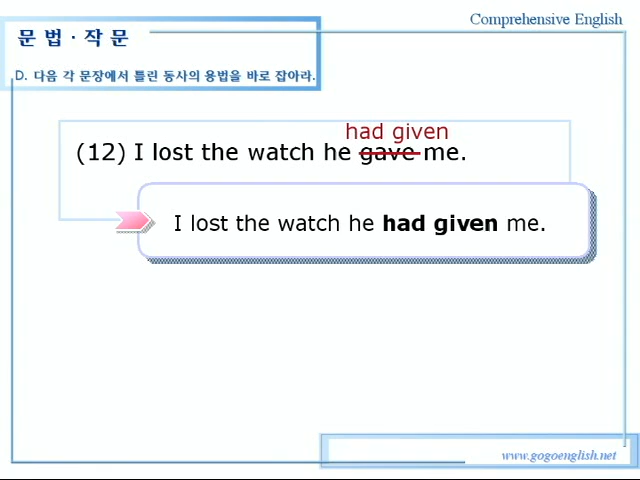 Comprehensive English
문 법 · 작 문
D. 다음 각 문장에서 틀린 동사의 용법을 바로 잡아라.
had given
(12) I lost the watch he gave me.
I lost the watch he had given me.
www.gogoenglish.net